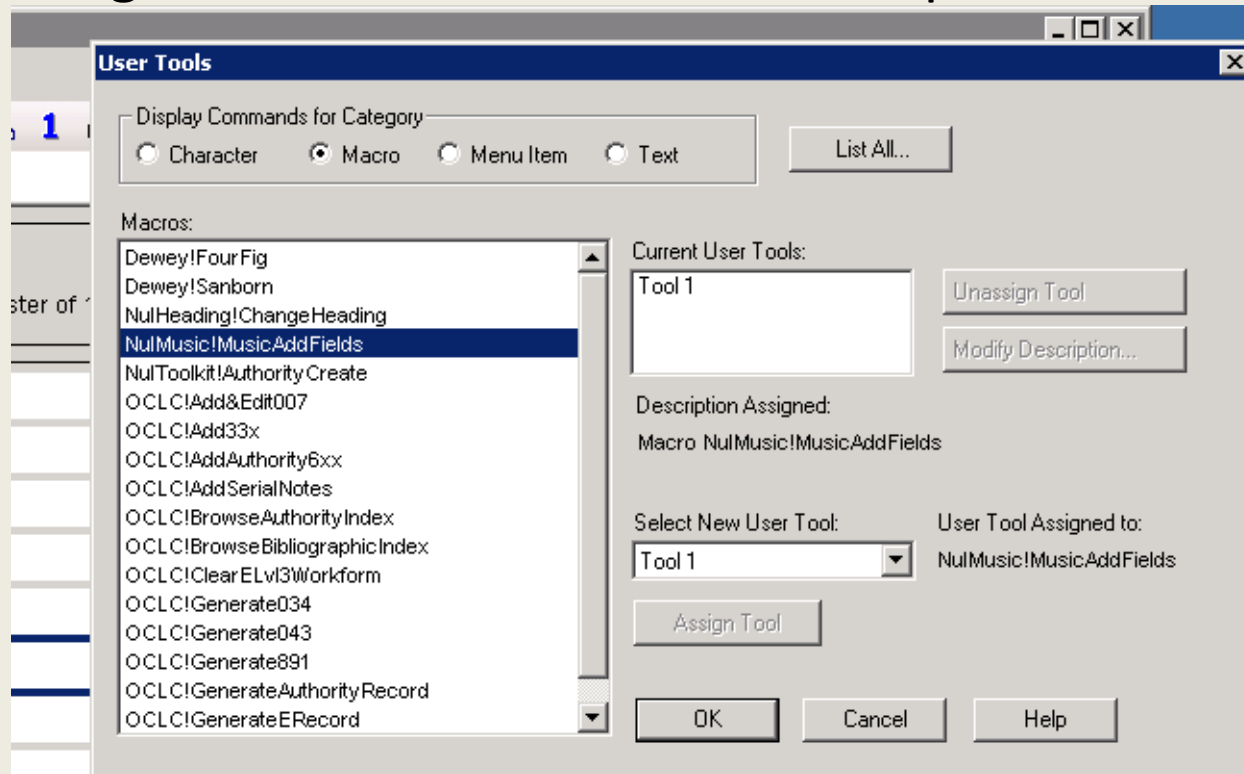 User Tools
1
Display Commands for Category
Character Macro Menu Item Text
List All...
Macros:
Dewey!FourFig
Dewey!Sanborn
NulHeading!ChangeHeading
NulMusic!MusicAddFields
NulToolkit!AuthorityCreate
OCLC!Add&Edit007
OCLC!Add33x
OCLC!AddAuthority6xx
OCLC!AddSerialNotes
OCLC!BrowseAuthorityIndex
OCLC!BrowseBibliographicIndex
OCLC!ClearELvl3Workform
OCLC!Generate034
OCLC!Generate043
OCLC!Generate891
OCLC!GenerateAuthorityRecord
OCLC!GenerateERecord
ster of
Current User Tools:
Tool 1
Unassign Tool
Modify Description...
Description Assigned:
Macro NulMusic!MusicAddFields
Select New User Tool:
Tool 1
User Tool Assigned to:
NulMusic!MusicAddFields
Assign Tool
OK
Cancel
Help